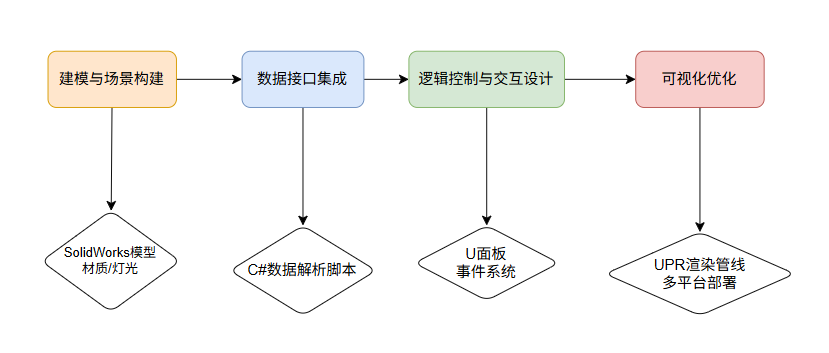 建模与场景构建
数据接口集成
逻辑控制与交互设计
可视化优化
SolidWorks模型
材质/灯光
C#数据解析脚本
U面板
事件系统
UPR渲染管线
多平台部署